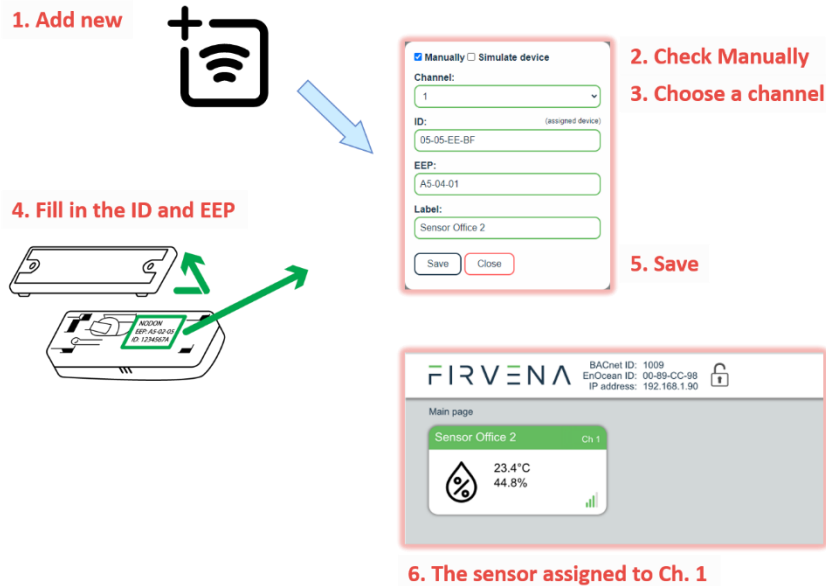 1. Add new
Manually Simulate device
2. Check Manually
Channel:
3. Choose a channel
1
ID: (assigned device)
05-05-EE-BF
EEP:
A5-04-01
4. Fill in the ID and EEP
Label:
Sensor Office 2
Save Close
5. Save
NODON
EEP: A5-02-05
ID: 1234567A
FIRVENA
BACnet ID: 1009
EnOcean ID: 00-89-CC-98
IP address: 192.168.1.90
Main page
Sensor Office 2 Ch 1
%
23.4°C
44.8%
6. The sensor assigned to Ch. 1